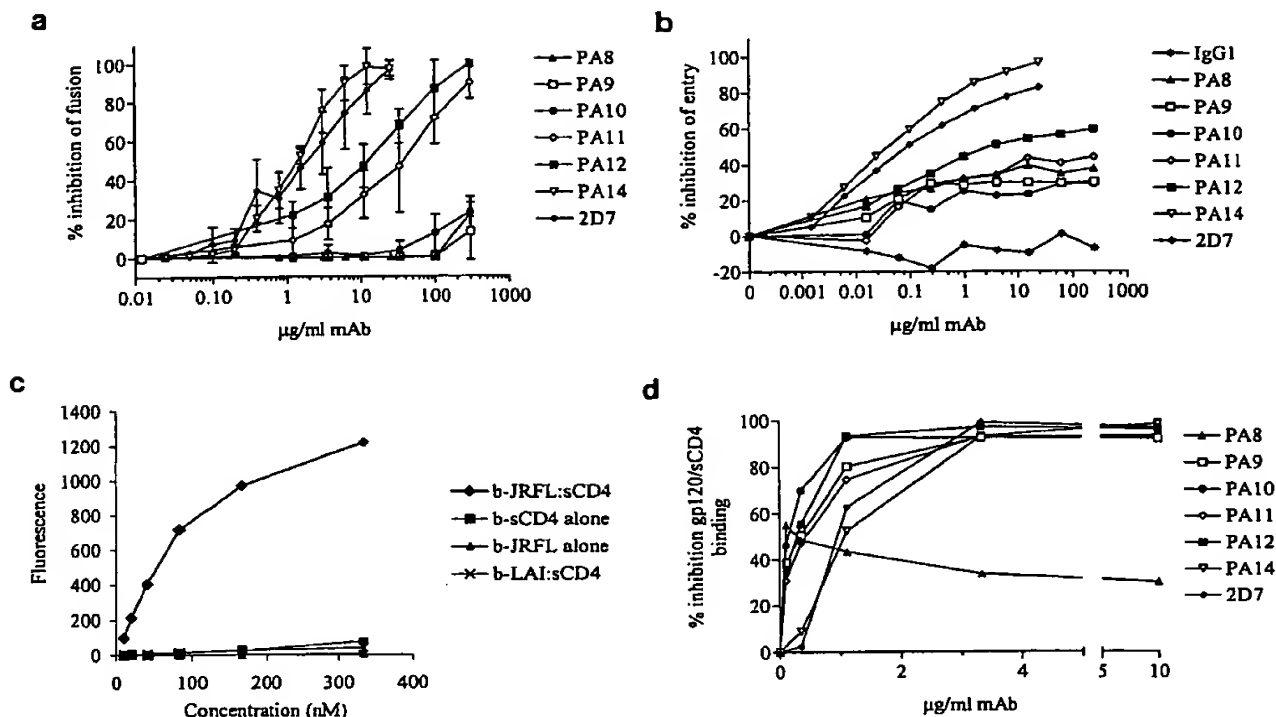 a
% inhibition of fusion
100
80
60
40
20
0
0.01 0.10 1 10 100 1000
µg/ml mAb
PA8
PA9
PA10
PA11
PA12
PA14
2D7
b
% inhibition of entry
100
80
60
40
20
0
-20
0 0.001 0.01 0.1 1 10 100 1000
µg/ml mAb
IgG1
PA8
PA9
PA10
PA11
PA12
PA14
2D7
c
Fluorescence
1400
1200
1000
800
600
400
200
0
0 100 200 300 400
Concentration (nM)
b-JRFL:sCD4
b-sCD4 alone
b-JRFL alone
b-LAI:sCD4
d
% inhibition gp120/sCD4
binding
100
80
60
40
20
0
0 2 4 5 10
µg/ml mAb
PA8
PA9
PA10
PA11
PA12
PA14
2D7